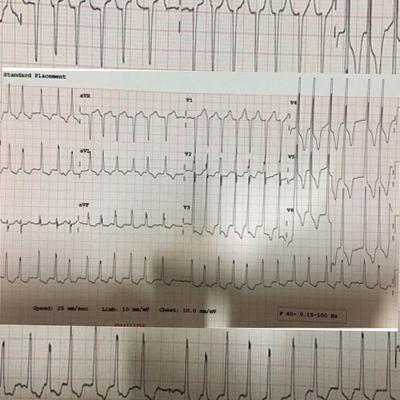 Standard Placement
aVR
V1
V4
aVL
V2
V5
aVF
V3
V6
Speed: 25 mm/sec Limb: 10 mm/mV Chest: 10.0 mm/mV
F 60~ 0.15-100 Hz
PHILIPS